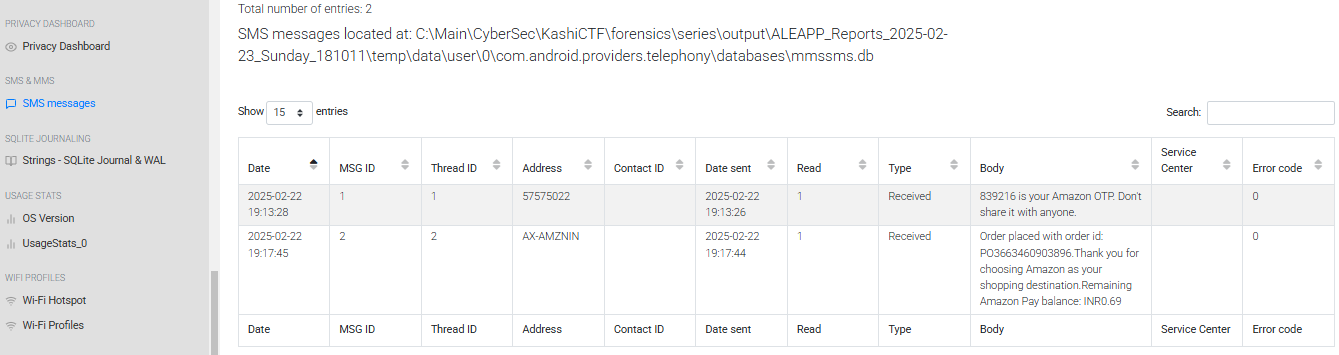 PRIVACY DASHBOARD
Privacy Dashboard
SMS & MMS
SMS messages
SQLITE JOURNALING
Strings - SQLite Journal & WAL
USAGE STATS
OS Version
UsageStats_0
WIFI PROFILES
Wi-Fi Hotspot
Wi-Fi Profiles
Total number of entries: 2
SMS messages located at: C:\Main\CyberSec\KashiCTF\forensics\series\output\ALEAPP_Reports_2025-02-
23_Sunday_181011\temp\data\user\0\com.android.providers.telephony\databases\mmssms.db
Show 15 entries
Search:
Date MSG ID Thread ID Address Contact ID Date sent Read Type Body Service Center Error code
2025-02-22 19:13:28 1 1 57575022 2025-02-22 19:13:26 1 Received 839216 is your Amazon OTP. Don't
share it with anyone. 0
2025-02-22 19:17:45 2 2 AX-AMZNIN 2025-02-22 19:17:44 1 Received Order placed with order id:
PO3663460903896.Thank you for
choosing Amazon as your
shopping destination.Remaining
Amazon Pay balance: INR0.69 0
Date MSG ID Thread ID Address Contact ID Date sent Read Type Body Service Center Error code